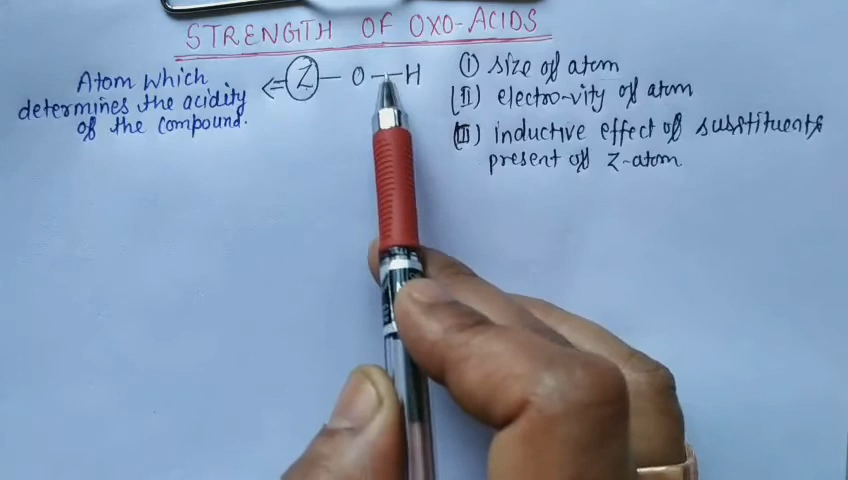 STRENGTH OF OXO-ACIDS
Atom which
determines the acidity
of the compound.
⇐ Z — O — H
(I) size of atom
(II) electro-vity of atom
(III) inductive effect of susstituents
present of Z-atom